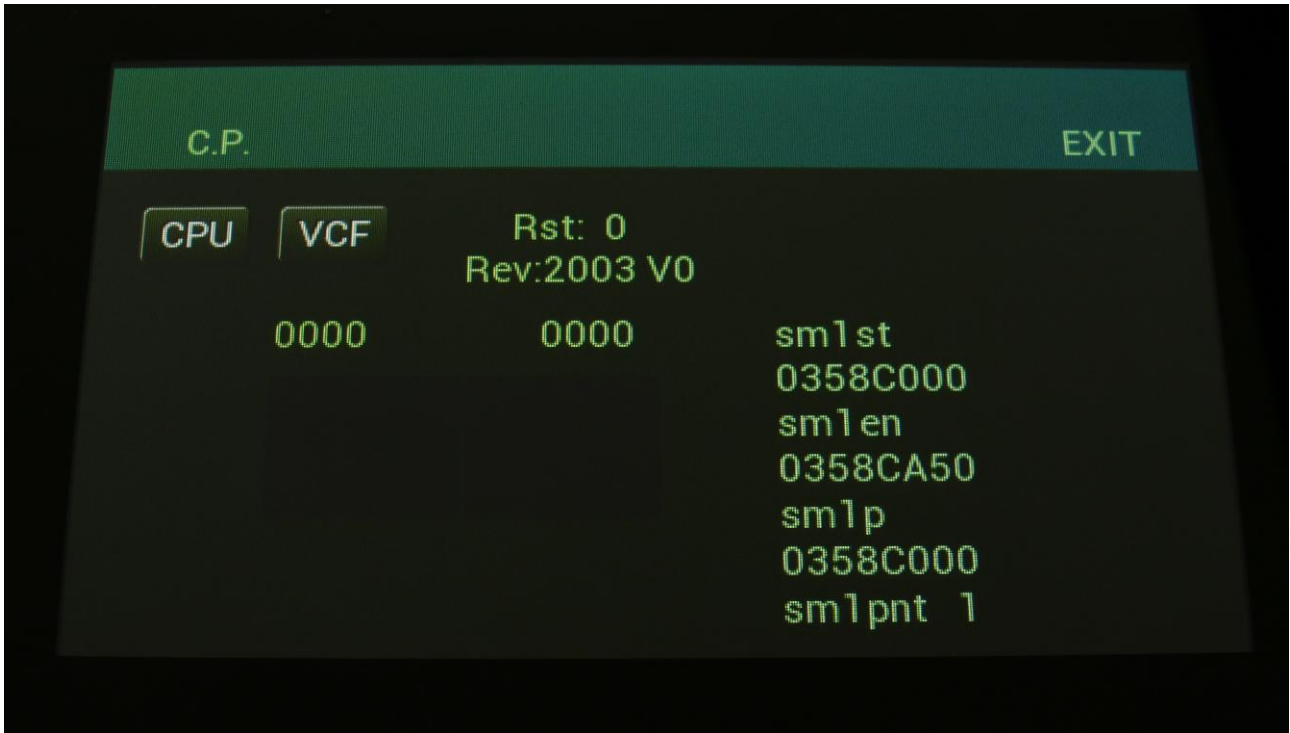 C.P. EXIT
CPU VCF Rst: 0
Rev:2003 V0
0000 0000 sm1st
0358C000
sm1en
0358CA50
sm1p
0358C000
sm1pnt 1